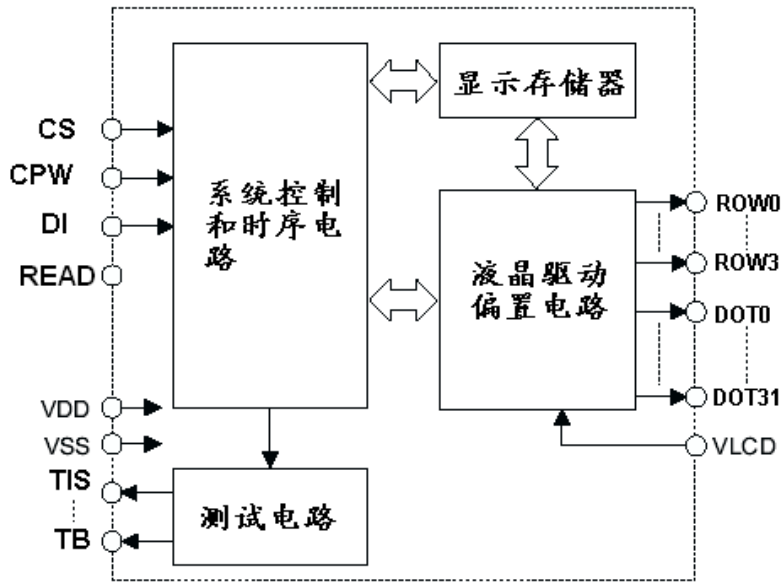 CS
CPW
DI
READ
VDD
VSS
TIS
TB
系统控制
和时序电
路
显示存储器
液晶驱动
偏置电路
测试电路
ROW0
ROW3
DOT0
DOT31
VLCD